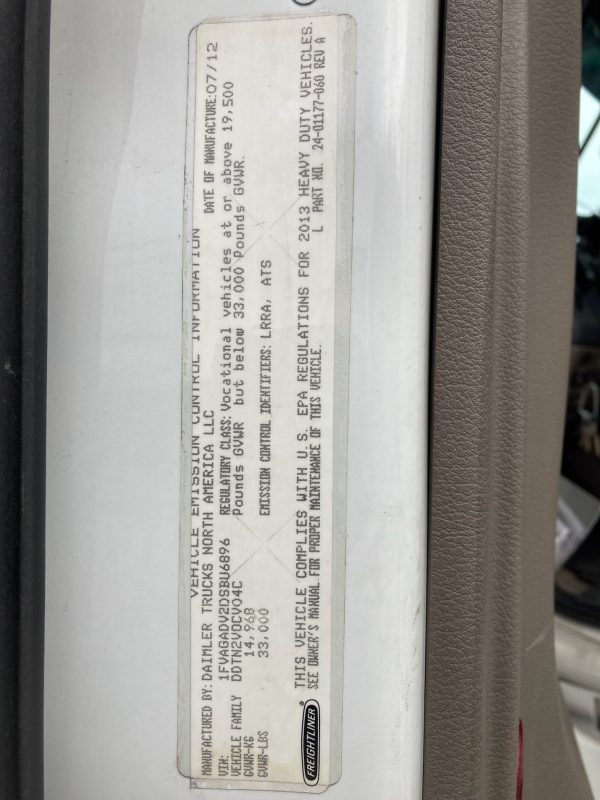 VEHICLE EMISSION CONTROL INFORMATION
MANUFACTURED BY: DAIMLER TRUCKS NORTH AMERICA LLC DATE OF MANUFACTURE: 07/12
VIN: 1FVAGADV2DSBU6896 REGULATORY CLASS: Vocational vehicles at or above 19,500
VEHICLE FAMILY DDTN2VOCV04C Pounds GVWR but below 33,000 Pounds GVWR.
GVWR-KG 14,968
GVWR-LBS 33,000 EMISSION CONTROL IDENTIFIERS: LRRA, ATS
THIS VEHICLE COMPLIES WITH U.S. EPA REGULATIONS FOR 2013 HEAVY DUTY VEHICLES.
SEE OWNER'S MANUAL FOR PROPER MAINTENANCE OF THIS VEHICLE. L PART NO. 24-01177-060 REV A
FREIGHTLINER®